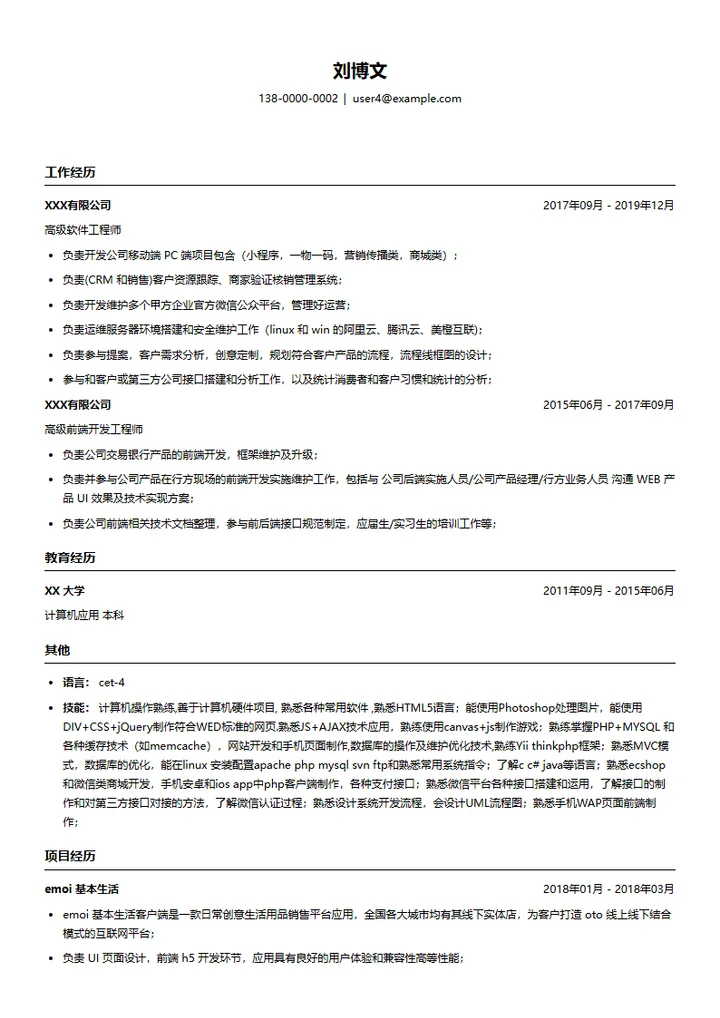 刘博文
138-0000-0002 | user4@example.com
工作经历
XXX有限公司 2017年09月 - 2019年12月
高级软件工程师
• 负责开发公司移动端 PC 端项目包含（小程序，一物一码，营销传播类，商城类）;
• 负责(CRM 和销售)客户资源跟踪、商家验证核销管理系统;
• 负责开发维护多个甲方企业官方微信公众平台，管理好运营;
• 负责运维服务器环境搭建和安全维护工作（linux 和 win 的阿里云、腾讯云、美橙互联);
• 负责参与提案，客户需求分析，创意定制，规划符合客户产品的流程，流程线框图的设计;
• 参与和客户或第三方公司接口搭建和分析工作，以及统计消费者和客户习惯和统计的分析;
XXX有限公司 2015年06月 - 2017年09月
高级前端开发工程师
• 负责公司交易银行产品的前端开发，框架维护及升级;
• 负责并参与公司产品在行方现场的前端开发实施维护工作，包括与 公司后端实施人员/公司产品经理/行方业务人员 沟通 WEB 产
品 UI 效果及技术实现方案;
• 负责公司前端相关技术文档整理，参与前后端接口规范制定，应届生/实习生的培训工作等;
教育经历
XX 大学 2011年09月 - 2015年06月
计算机应用 本科
其他
• 语言： cet-4
• 技能： 计算机操作熟练,善于计算机硬件项目, 熟悉各种常用软件 ,熟悉HTML5语言；能使用Photoshop处理图片，能使用
DIV+CSS+jQuery制作符合WED标准的网页.熟悉JS+AJAX技术应用，熟练使用canvas+js制作游戏；熟练掌握PHP+MYSQL 和
各种缓存技术（如memcache），网站开发和手机页面制作,数据库的操作及维护优化技术,熟练Yii thinkphp框架；熟悉MVC模
式，数据库的优化，能在linux 安装配置apache php mysql svn ftp和熟悉常用系统指令；了解c c# java等语言；熟悉ecshop
和微信类商城开发，手机安卓和ios app中php客户端制作，各种支付接口；熟悉微信平台各种接口搭建和运用，了解接口的制
作和对第三方接口对接的方法，了解微信认证过程；熟悉设计系统开发流程，会设计UML流程图；熟悉手机WAP页面前端制
作;
项目经历
emoi 基本生活 2018年01月 - 2018年03月
• emoi 基本生活客户端是一款日常创意生活用品销售平台应用，全国各大城市均有其线下实体店，为客户打造 oto 线上线下结合
模式的互联网平台;
• 负责 UI 页面设计，前端 h5 开发环节，应用具有良好的用户体验和兼容性高等性能;